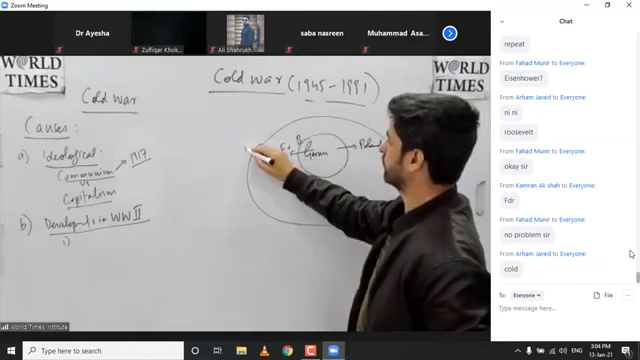 Zoom Meeting
Dr Ayesha
Zulfiqar Khok...
Ali Shahrukh
saba nasreen
Muhammad Asa...
W@RLD
TIMES
Cold war
Causes:
a) Ideological
Communism → 1917
vs
Capitalism
b) Developments in WW II
i)
Cold war (1945-1991)
German
W@RLD
TIMES
World Times Institute
Chat
repeat
From Fahad Munir to Everyone:
Eisenhower?
From Arham Javed to Everyone:
ni ni
roosevelt
From Fahad Munir to Everyone:
okay sir
From Kamran Ali shah to Everyone:
Fdr
From Fahad Munir to Everyone:
no problem sir
From Arham Javed to Everyone:
cold
To: Everyone
File
Type message here...
Type here to search
ENG
3:04 PM
13-Jan-21